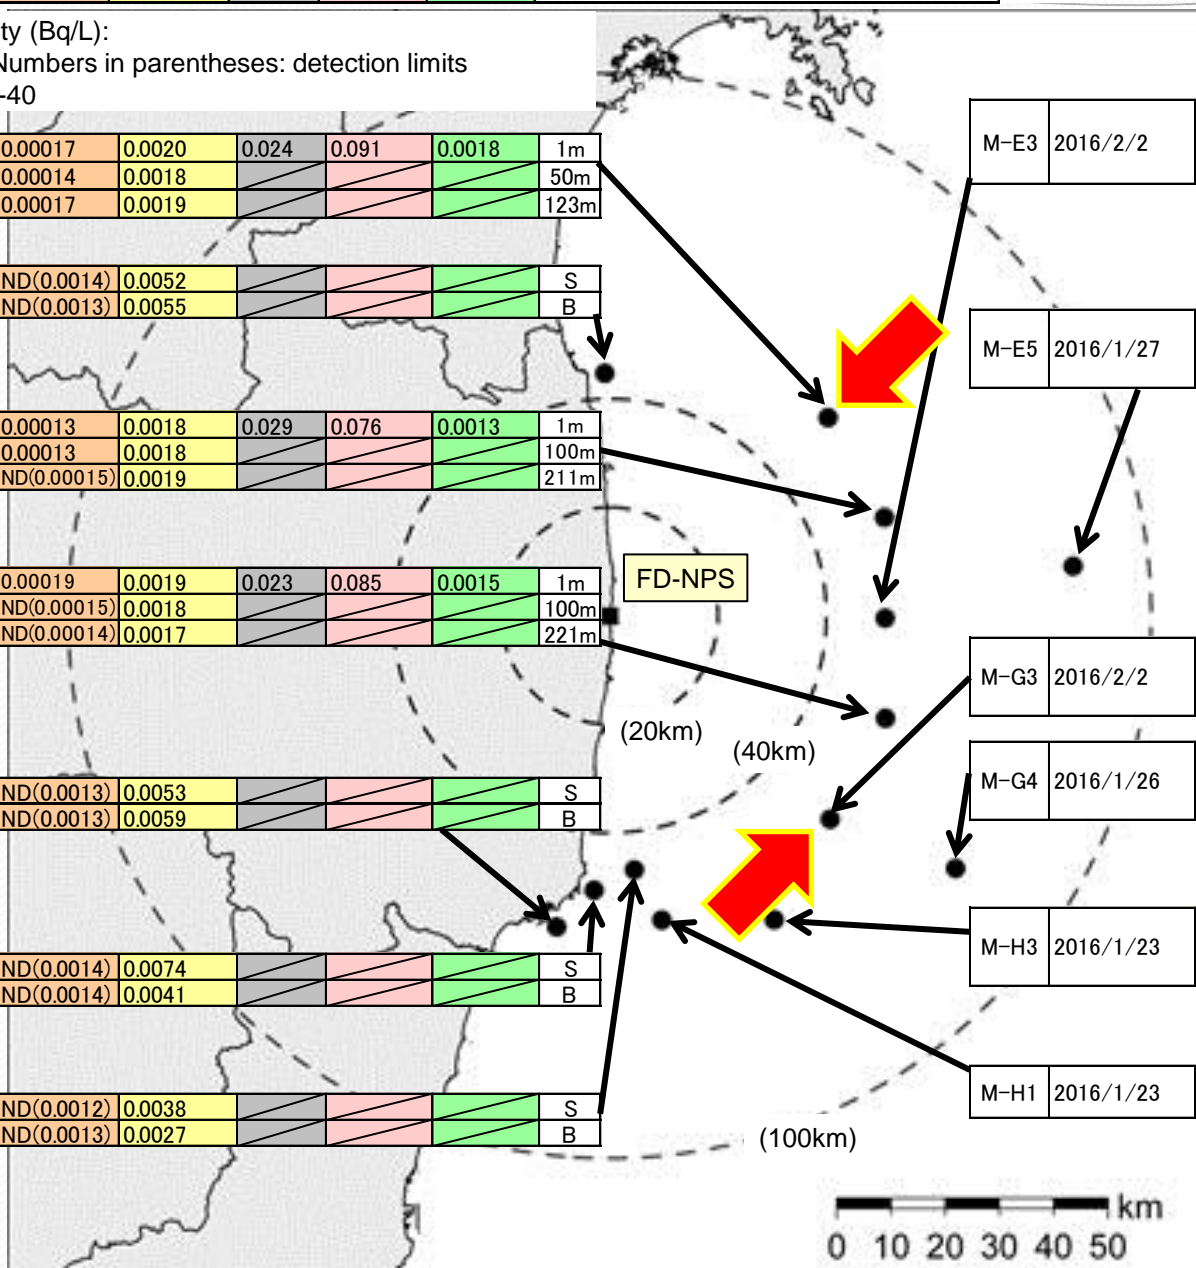 ty (Bq/L):
Numbers in parentheses: detection limits
-40
0.00017 0.0020 0.024 0.091 0.0018 1m
0.00014 0.0018 50m
0.00017 0.0019 123m
ND(0.0014) 0.0052 S
ND(0.0013) 0.0055 B
0.00013 0.0018 0.029 0.076 0.0013 1m
0.00013 0.0018 100m
ND(0.00015) 0.0019 211m
0.00019 0.0019 0.023 0.085 0.0015 1m
ND(0.00015) 0.0018 100m
ND(0.00014) 0.0017 221m
ND(0.0013) 0.0053 S
ND(0.0013) 0.0059 B
ND(0.0014) 0.0074 S
ND(0.0014) 0.0041 B
ND(0.0012) 0.0038 S
ND(0.0013) 0.0027 B
FD-NPS
(20km)
(40km)
(100km)
M-E3 2016/2/2
M-E5 2016/1/27
M-G3 2016/2/2
M-G4 2016/1/26
M-H3 2016/1/23
M-H1 2016/1/23
km
0 10 20 30 40 50